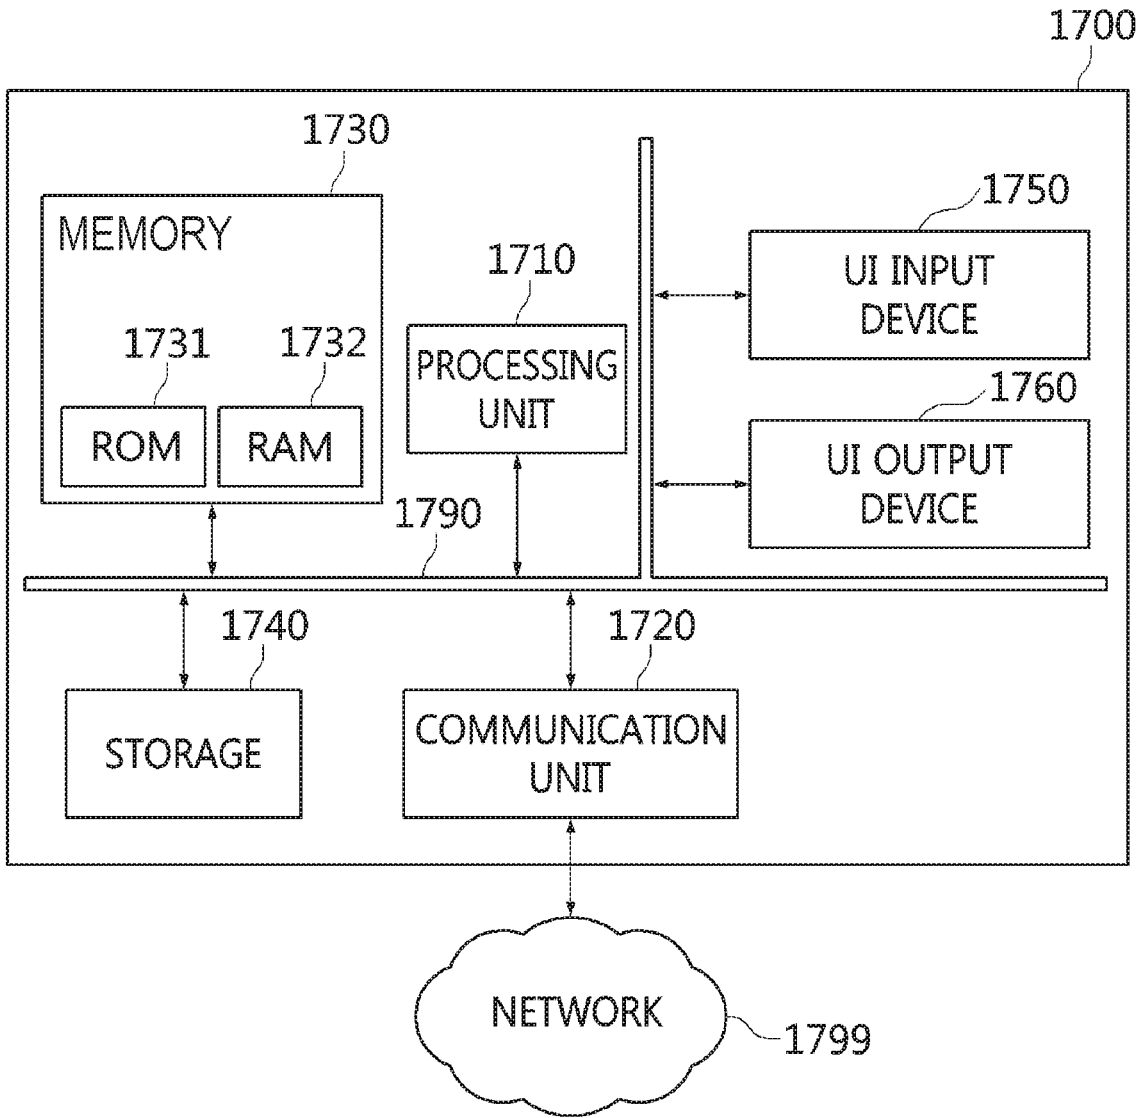 1700
1730
MEMORY
1750
1710
UI INPUT
DEVICE
1731
1732
PROCESSING
UNIT
1760
ROM
RAM
UI OUTPUT
DEVICE
1790
1740
1720
STORAGE
COMMUNICATION
UNIT
NETWORK
1799